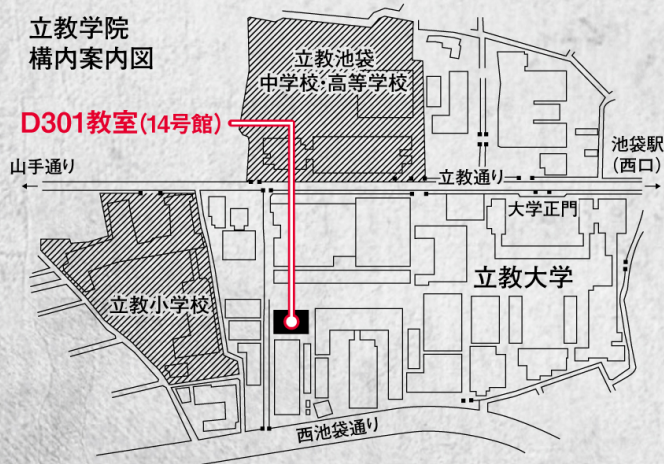 立教学院
構内案内図
立教池袋
中学校・高等学校
D301教室(14号館)
山手通り
立教通り
池袋駅
(西口)
大学正門
立教大学
立教小学校
西池袋通り